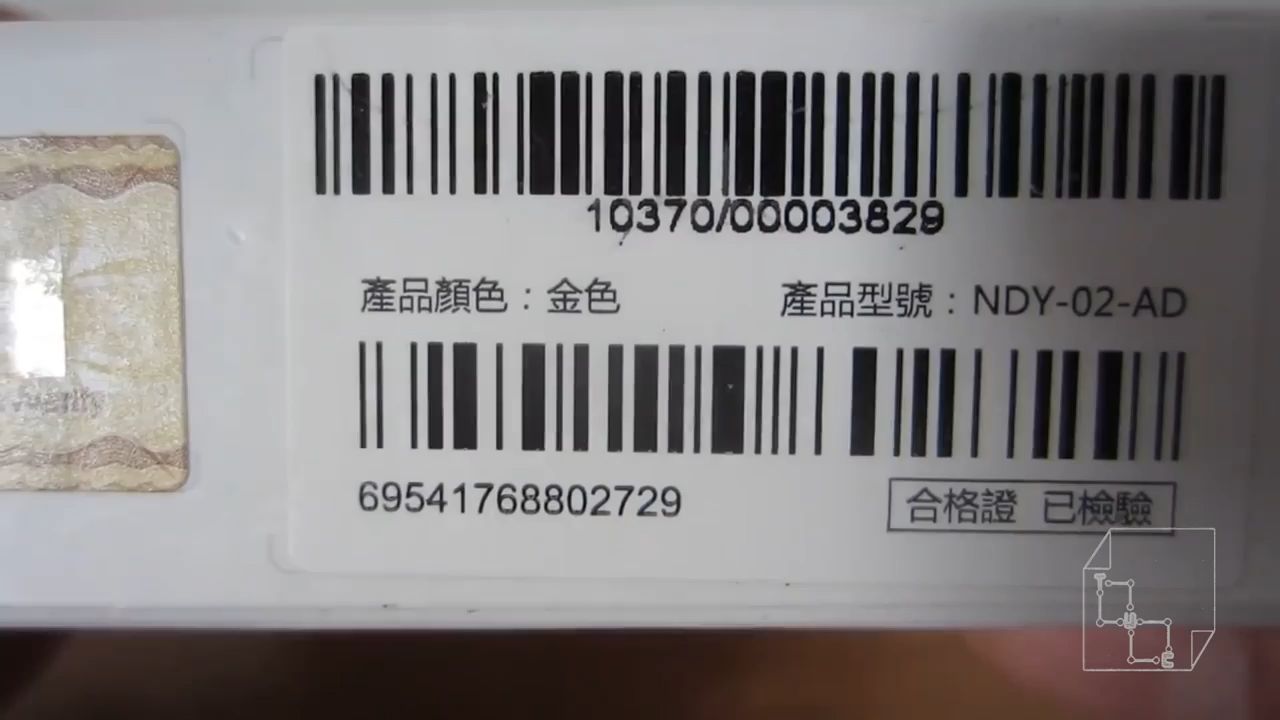 10370/00003829
產品顏色：金色
產品型號：NDY-02-AD
69541768802729
合格證 已檢驗
T
U
C